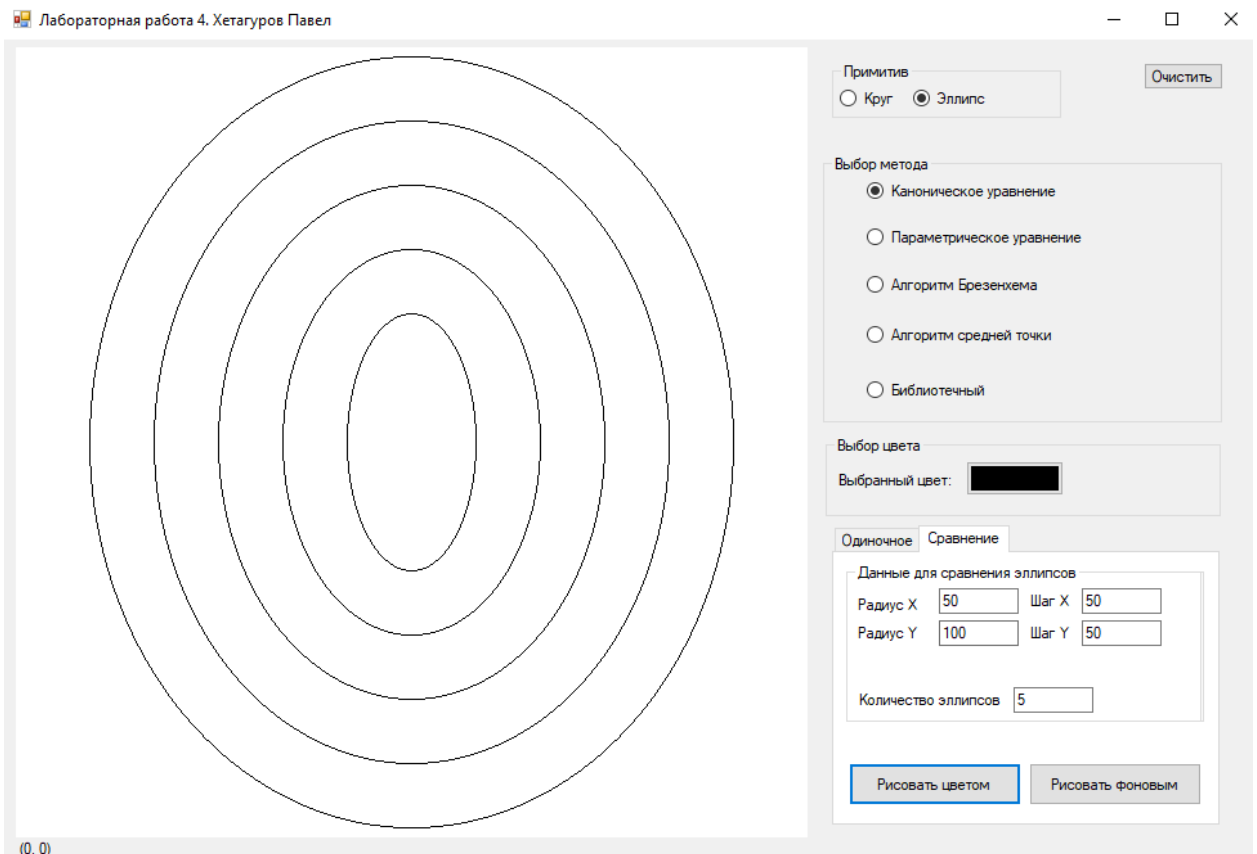 Лабораторная работа 4. Хетагуров Павел
Примитив
Очистить
Круг Эллипс
Выбор метода
Каноническое уравнение
Параметрическое уравнение
Алгоритм Брезенхема
Алгоритм средней точки
Библиотечный
Выбор цвета
Выбранный цвет:
Одиночное Сравнение
Данные для сравнения эллипсов
Радиус X 50 Шаг X 50
Радиус Y 100 Шаг Y 50
Количество эллипсов 5
Рисовать цветом Рисовать фоновым
(0, 0)